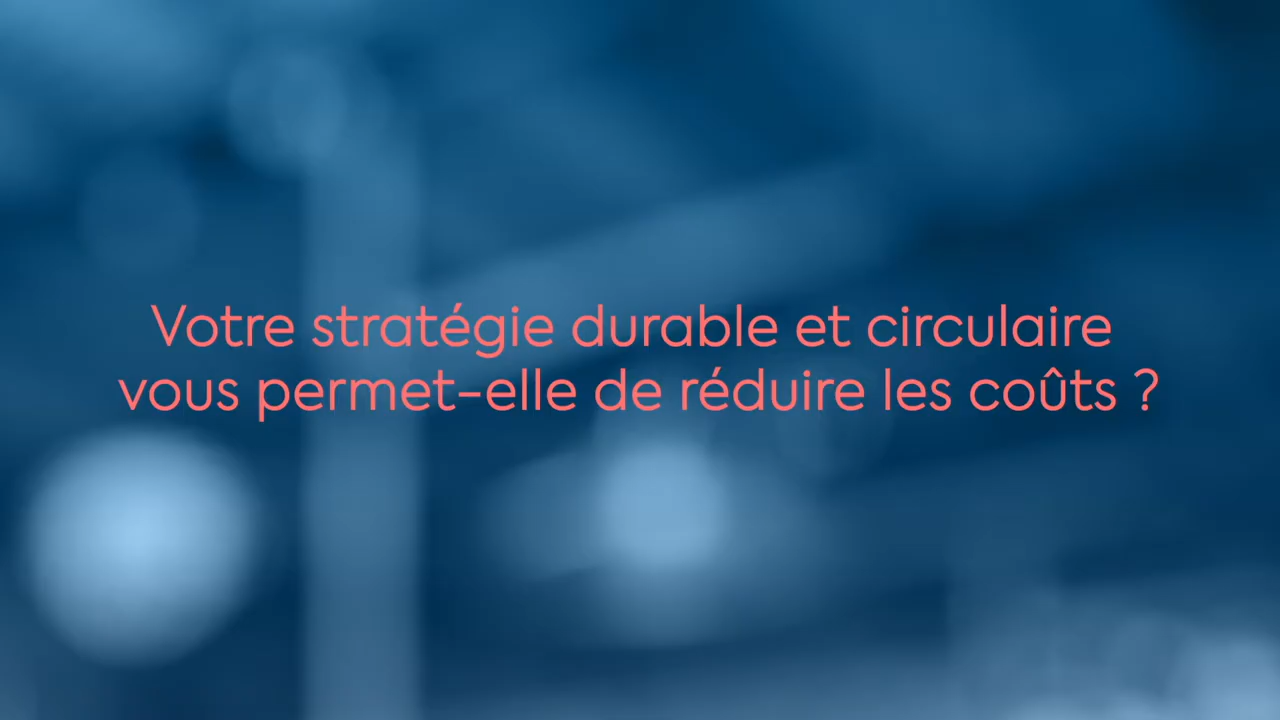 Votre stratégie durable et circulaire
vous permet-elle de réduire les coûts ?